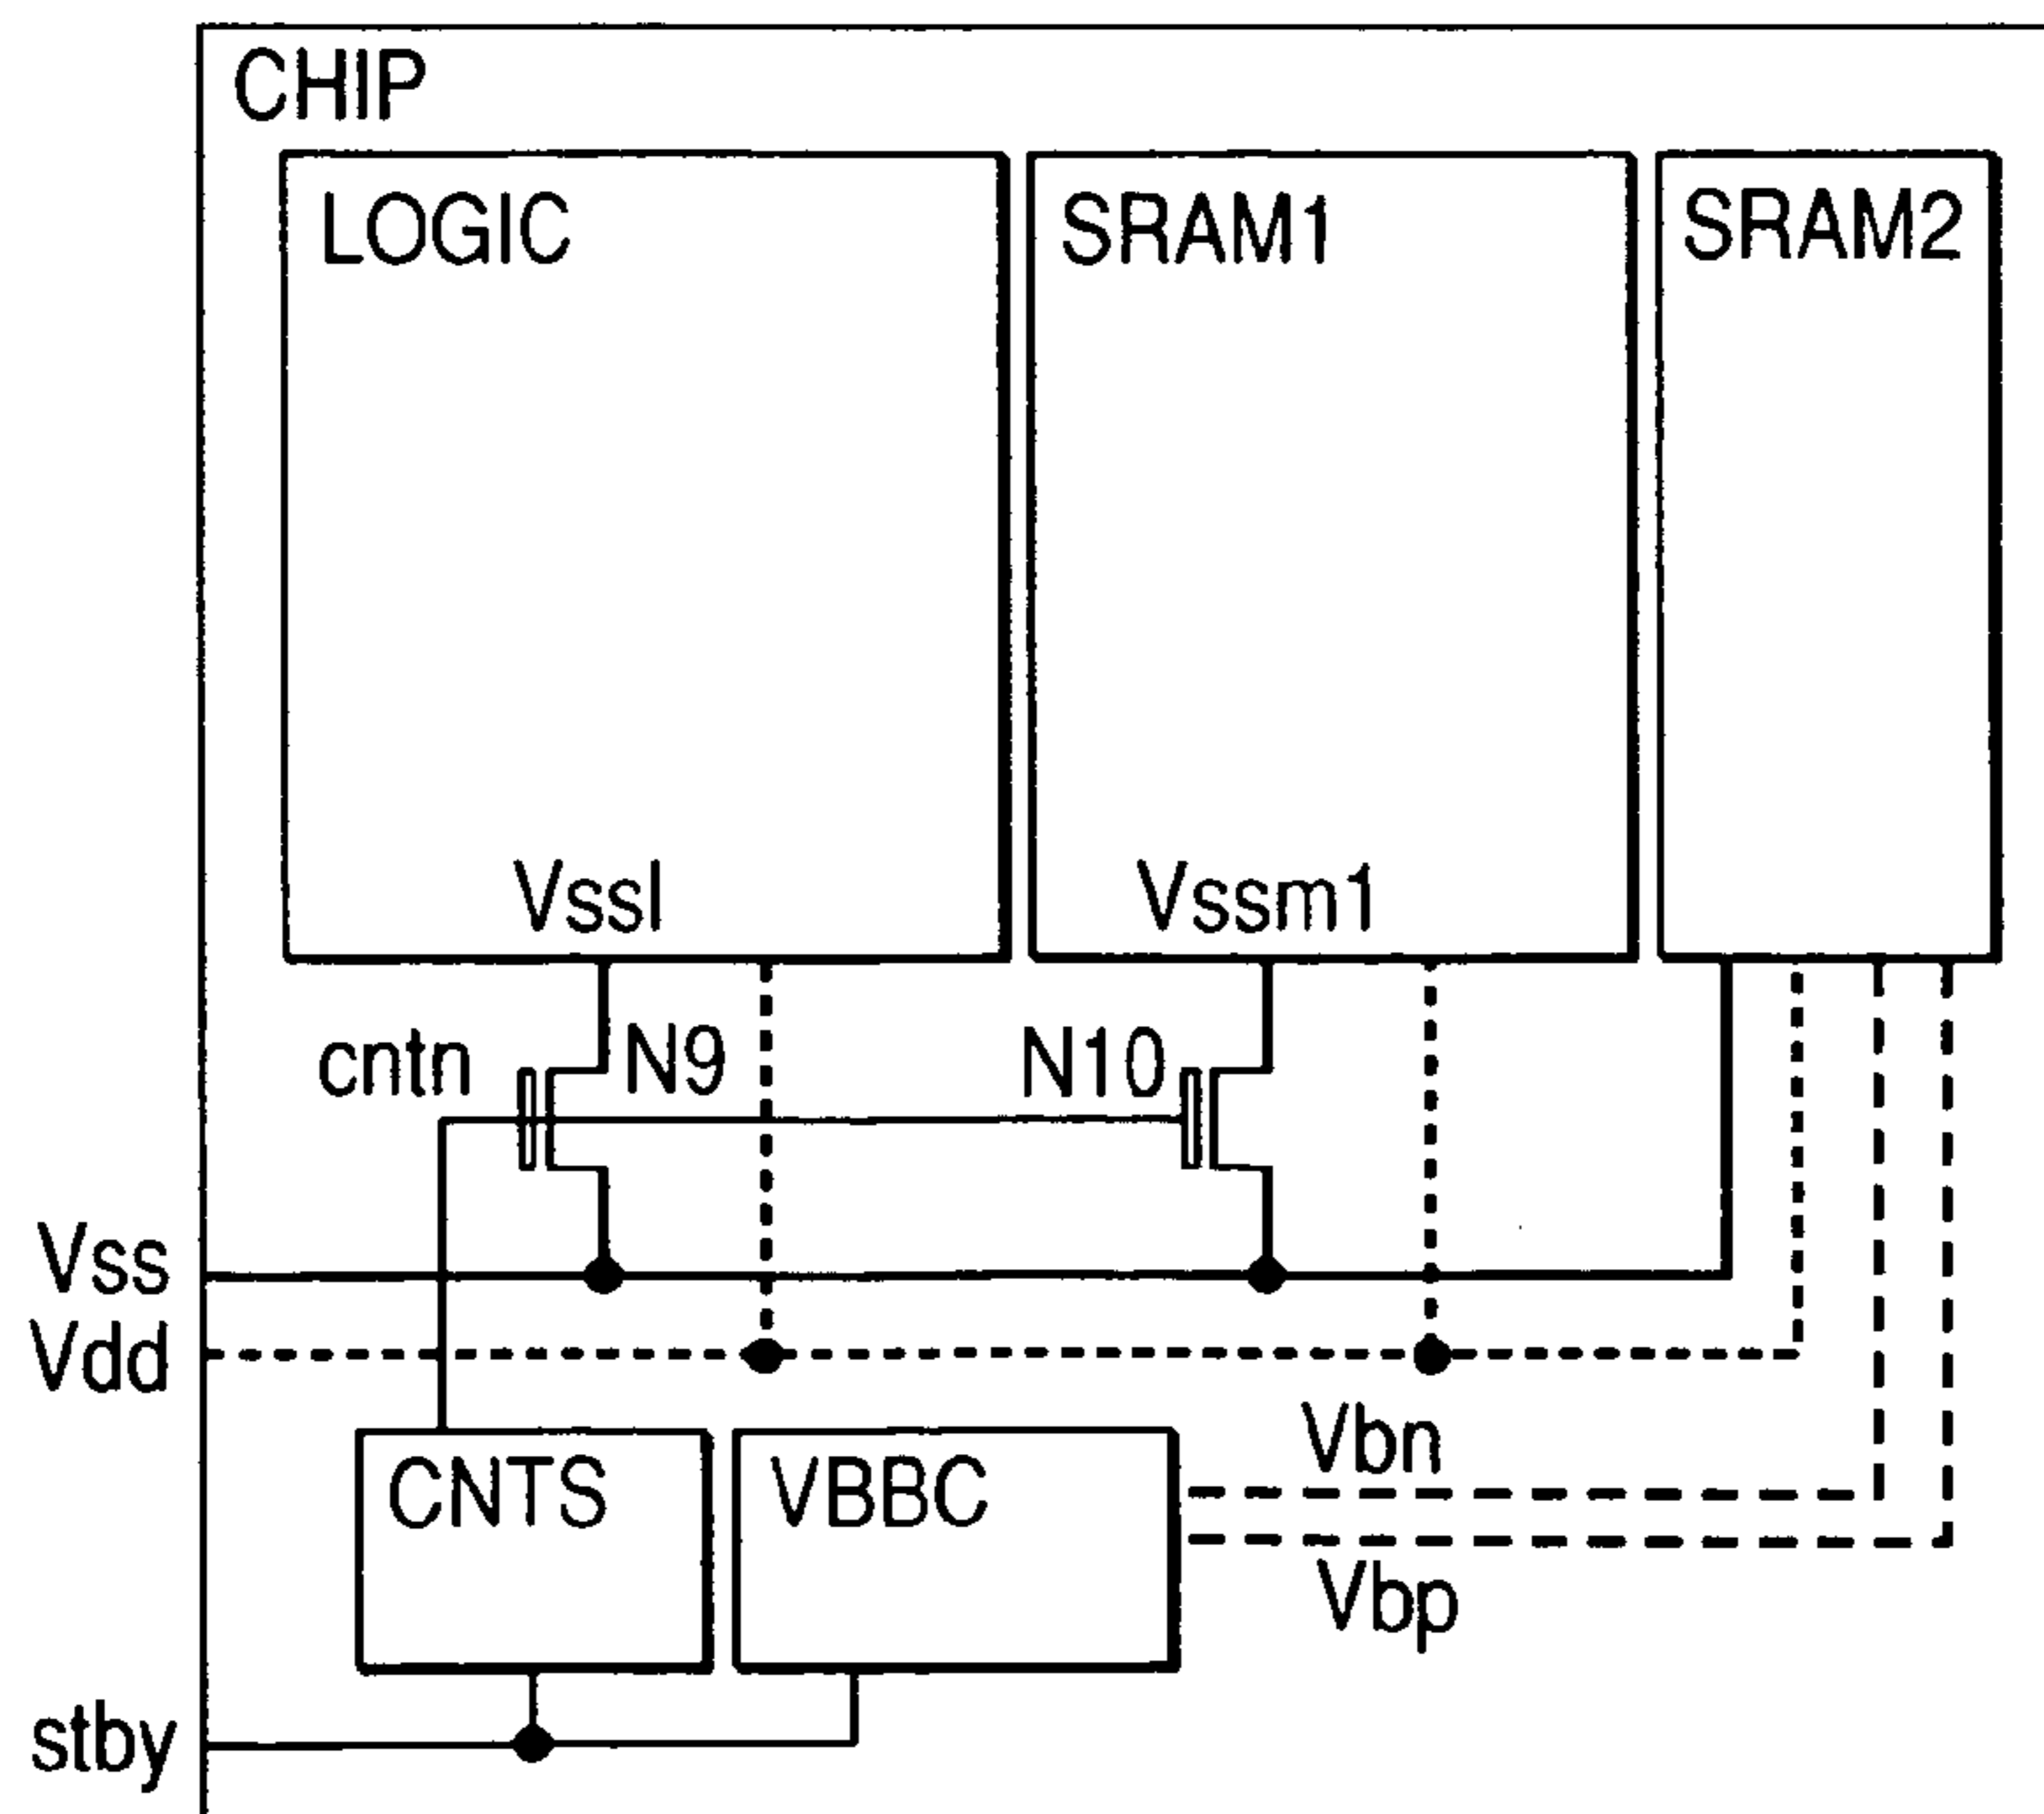 CHIP
LOGIC SRAM1 SRAM2
Vssl Vssm1
cntn N9 N10
Vss
Vdd
CNTS VBBC Vbn
Vbp
stby